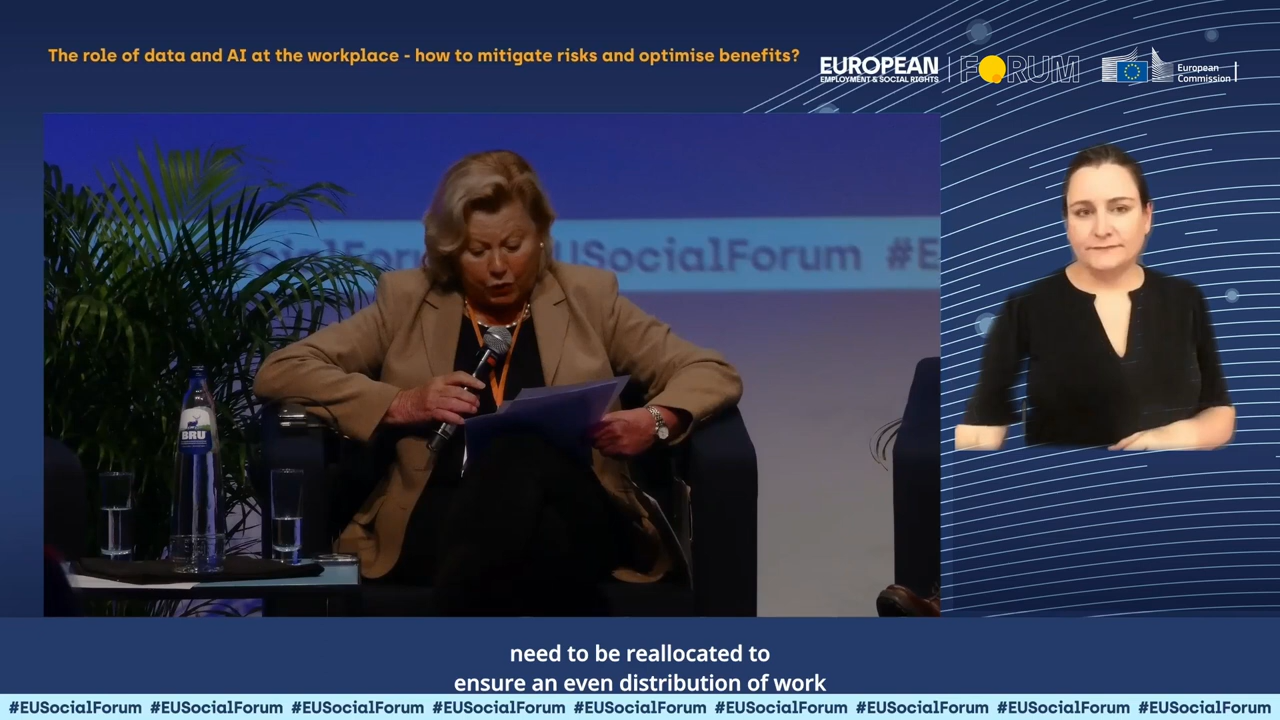 The role of data and AI at the workplace - how to mitigate risks and optimise benefits?
EUROPEAN
EMPLOYMENT & SOCIAL RIGHTS
FORUM
European
Commission
cialForu
EUSocialForum #E
BRU
need to be reallocated to
ensure an even distribution of work
#EUSocialForum #EUSocialForum #EUSocialForum #EUSocialForum #EUSocialForum #EUSocialForum #EUSocialForum #EUSocialForum #EUSocialForum